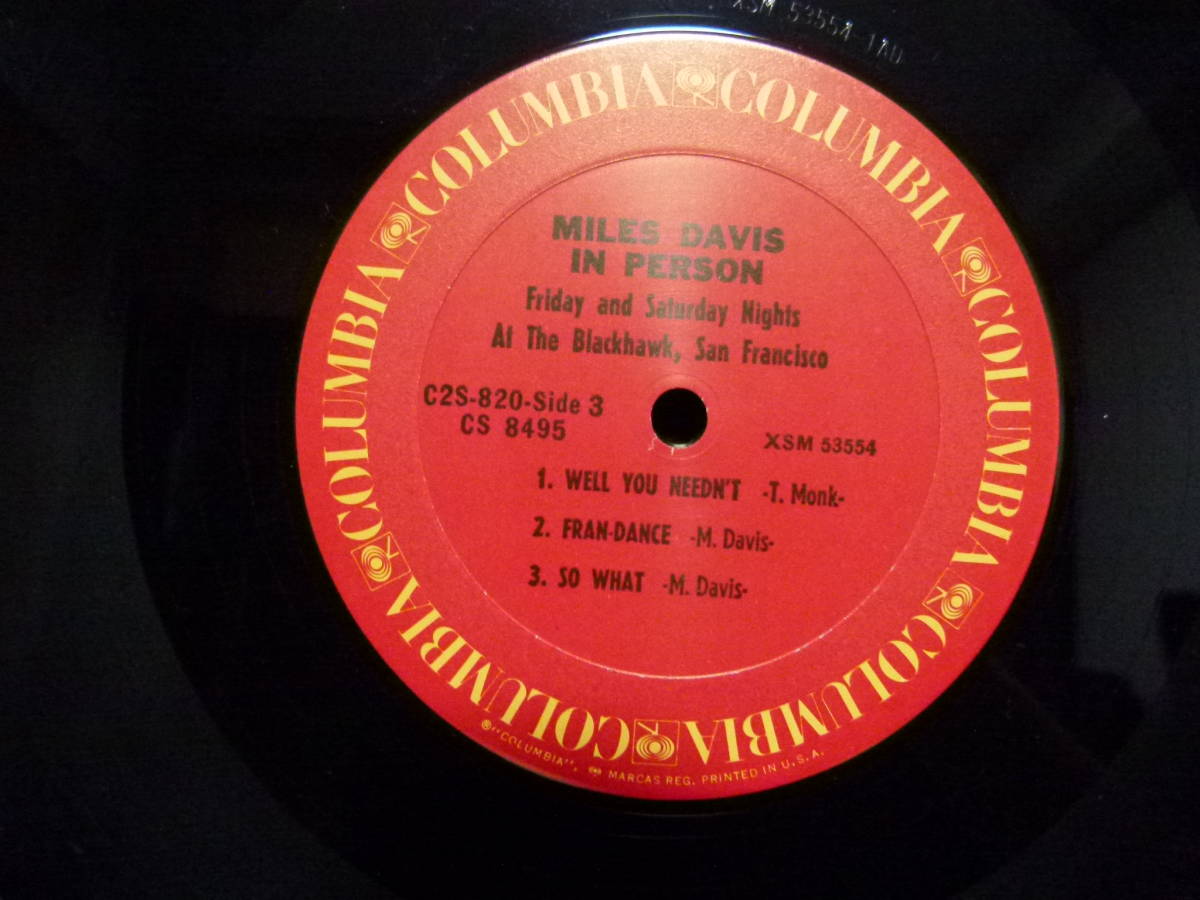 XSM 53554-1AD
COLUMBIA COLUMBIA COLUMBIA COLUMBIA COLUMBIA COLUMBIA COLUMBIA
MILES DAVIS
IN PERSON
Friday and Saturday Nights
At The Blackhawk, San Francisco
C2S-820-Side 3
CS 8495
XSM 53554
1. WELL YOU NEEDN'T -T. Monk-
2. FRAN-DANCE -M. Davis-
3. SO WHAT -M. Davis-
®"COLUMBIA", MARCAS REG. PRINTED IN U.S.A.